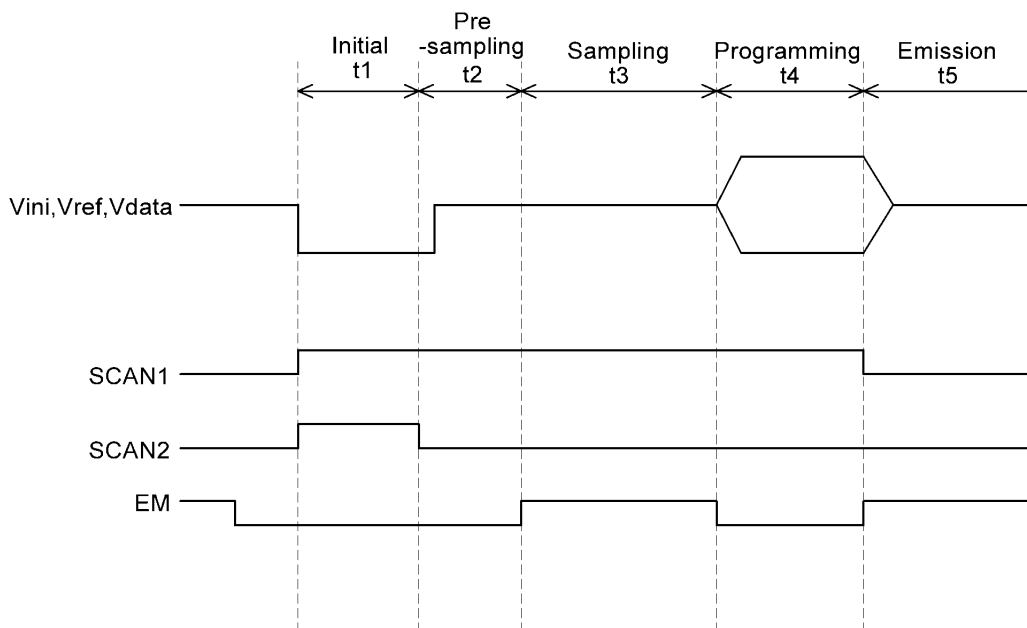 Initial
t1
Pre
-sampling
t2
Sampling
t3
Programming
t4
Emission
t5
Vini,Vref,Vdata
SCAN1
SCAN2
EM